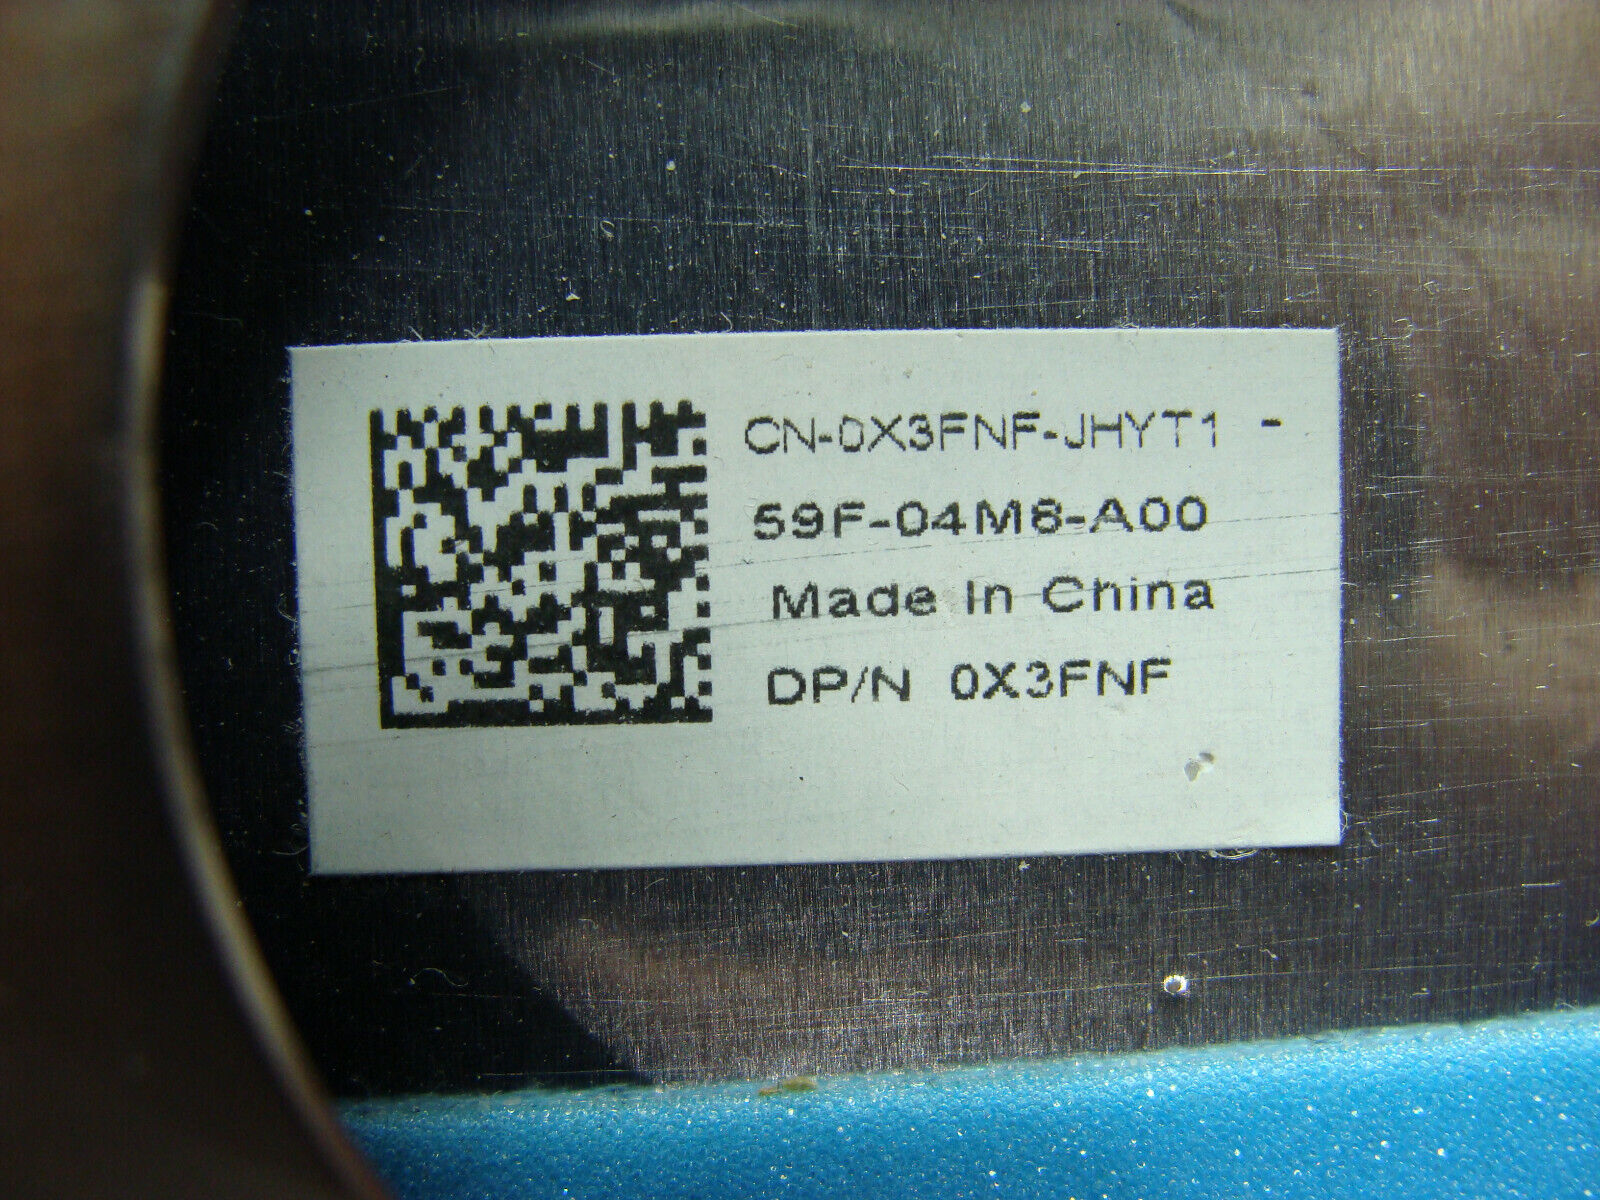 CN-0X3FNF-JHYT1 -
59F-04M8-A00
Made In China
DP/N 0X3FNF